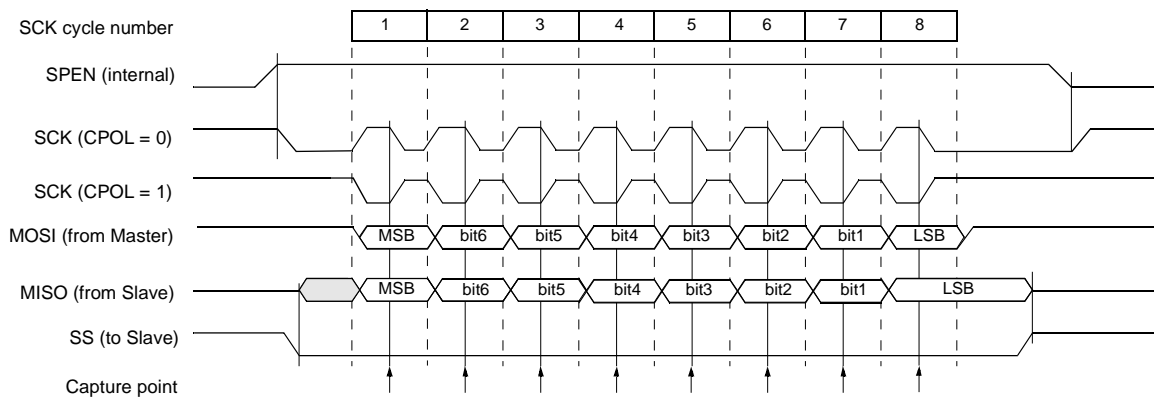 SCK cycle number 1 2 3 4 5 6 7 8
SPEN (internal)
SCK (CPOL = 0)
SCK (CPOL = 1)
MOSI (from Master) MSB bit6 bit5 bit4 bit3 bit2 bit1 LSB
MISO (from Slave) MSB bit6 bit5 bit4 bit3 bit2 bit1 LSB
SS (to Slave)
Capture point